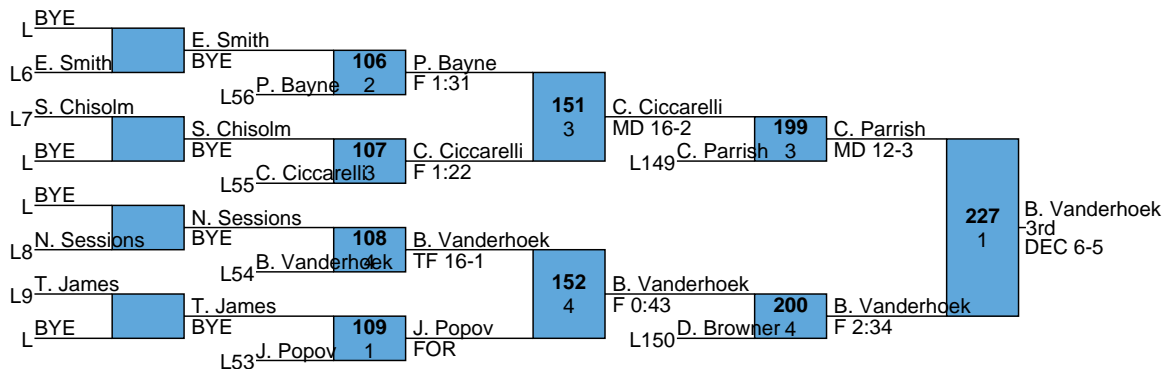 L BYE
L6 E. Smith
E. Smith
BYE
L56 P. Bayne
106
2
P. Bayne
F 1:31
L7 S. Chisolm
L BYE
S. Chisolm
BYE
L55 C. Ciccarelli
107
3
C. Ciccarelli
F 1:22
151
3
C. Ciccarelli
MD 16-2
L149 C. Parrish
199
3
C. Parrish
MD 12-3
L BYE
L8 N. Sessions
N. Sessions
BYE
L54 B. Vanderhoek
108
4
B. Vanderhoek
TF 16-1
L9 T. James
L BYE
T. James
BYE
L53 J. Popov
109
1
J. Popov
FOR
152
4
B. Vanderhoek
F 0:43
L150 D. Browner
200
4
B. Vanderhoek
F 2:34
227
1
B. Vanderhoek
3rd
DEC 6-5